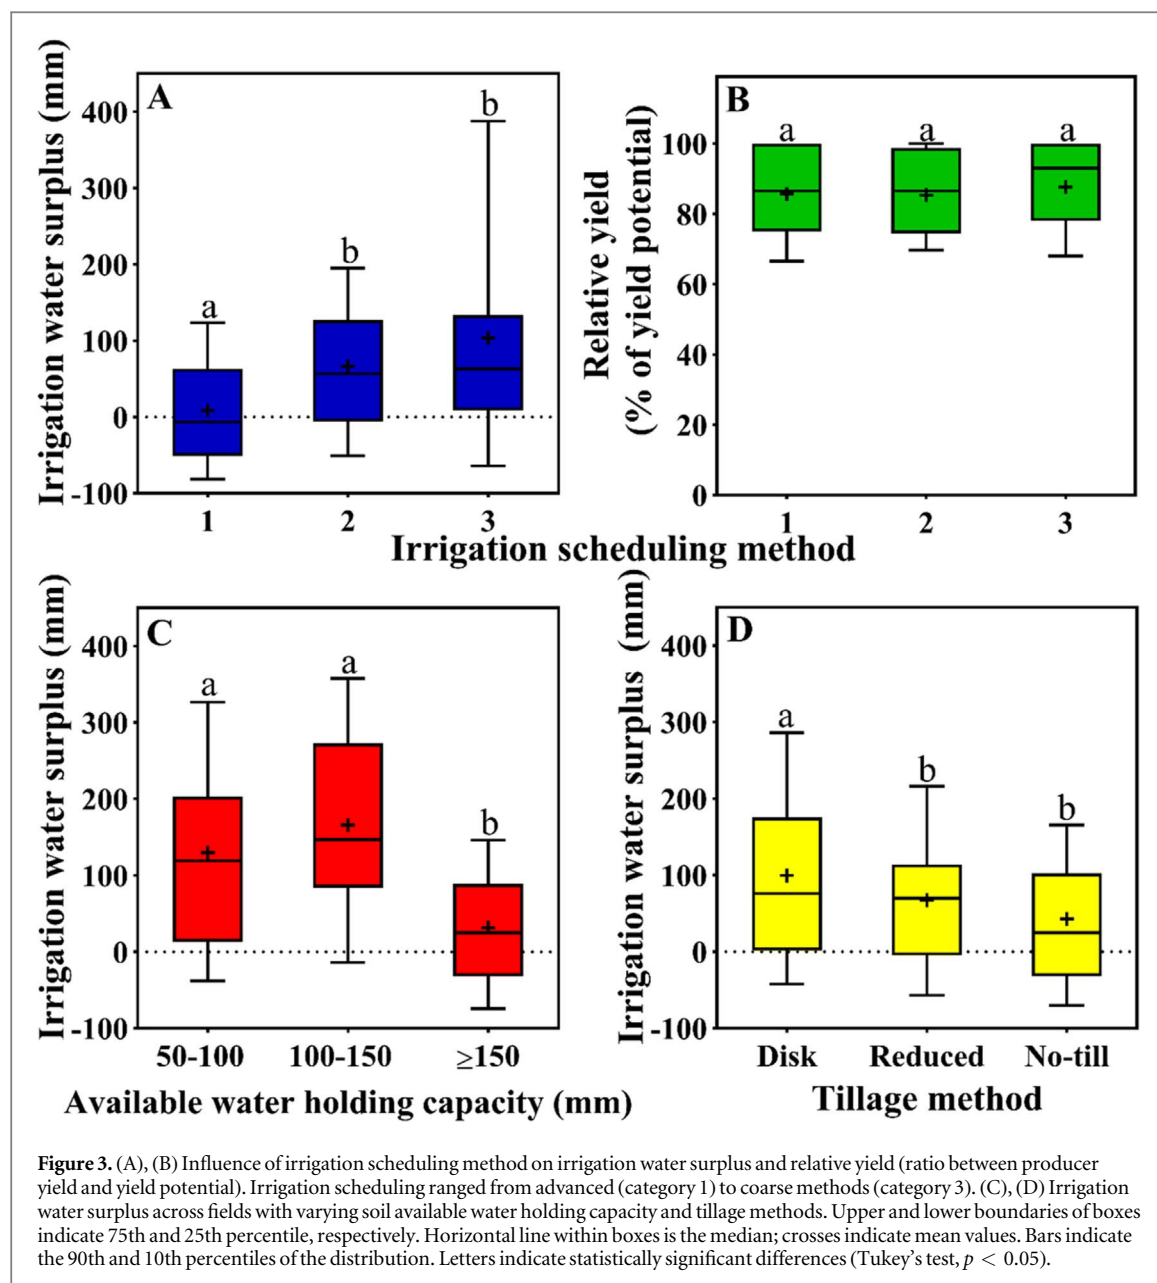 A
Irrigation water surplus (mm)
400
300
200
100
0
-100
a
b
b
1
2
3
B
Relative yield
(% of yield potential)
100
80
60
40
20
0
a
a
a
1
2
3
Irrigation scheduling method
C
Irrigation water surplus (mm)
400
300
200
100
0
-100
a
a
b
50-100
100-150
≥150
Available water holding capacity (mm)
D
Irrigation water surplus (mm)
400
300
200
100
0
-100
a
b
b
Disk
Reduced
No-till
Tillage method
Figure 3. (A), (B) Influence of irrigation scheduling method on irrigation water surplus and relative yield (ratio between producer
yield and yield potential). Irrigation scheduling ranged from advanced (category 1) to coarse methods (category 3). (C), (D) Irrigation
water surplus across fields with varying soil available water holding capacity and tillage methods. Upper and lower boundaries of boxes
indicate 75th and 25th percentile, respectively. Horizontal line within boxes is the median; crosses indicate mean values. Bars indicate
the 90th and 10th percentiles of the distribution. Letters indicate statistically significant differences (Tukey's test, p < 0.05).